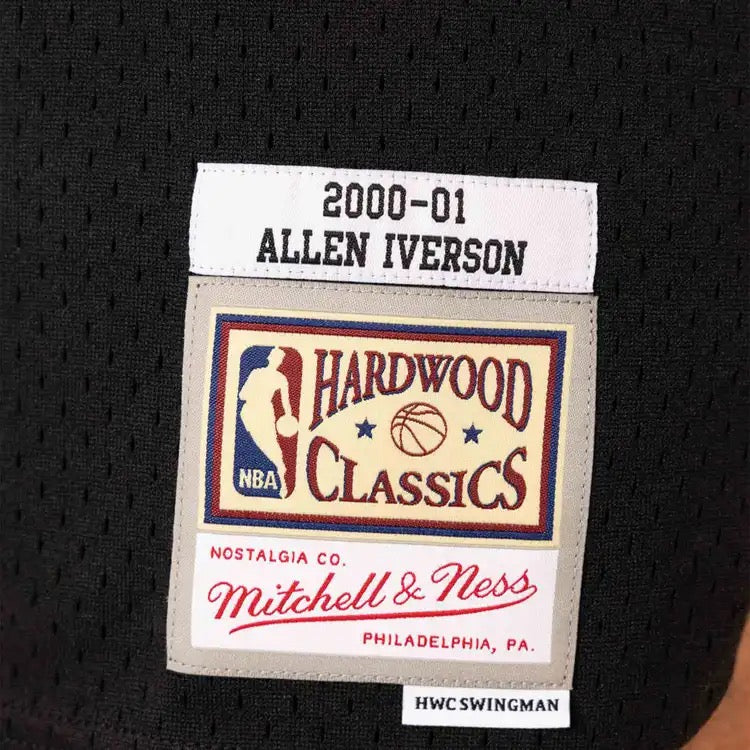 2000-01
ALLEN IVERSON
HARDWOOD
CLASSICS
NBA
NOSTALGIA CO.
Mitchell & Ness
PHILADELPHIA, PA.
HWC SWINGMAN